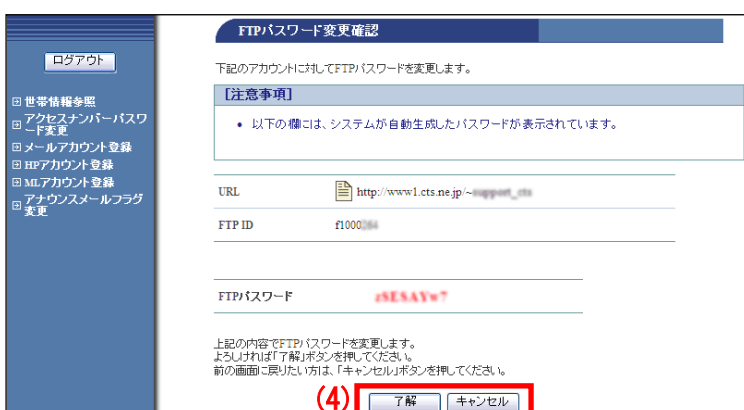 FTPパスワード変更確認
ログアウト
下記のアカウントに対してFTPパスワードを変更します。
[注意事項]
世帯情報参照
アクセスナンバーパスワ
ード変更
メールアカウント登録
HPアカウント登録
MLアカウント登録
アナウンスメールフラグ
変更
• 以下の欄には、システムが自動生成したパスワードが表示されています。
URL http://www1.cts.ne.jp/~
FTP ID f1000
FTPパスワード
上記の内容でFTPパスワードを変更します。
よろしければ「了解」ボタンを押してください。
前の画面に戻りたい方は、「キャンセル」ボタンを押してください。
(4) 了解 キャンセル